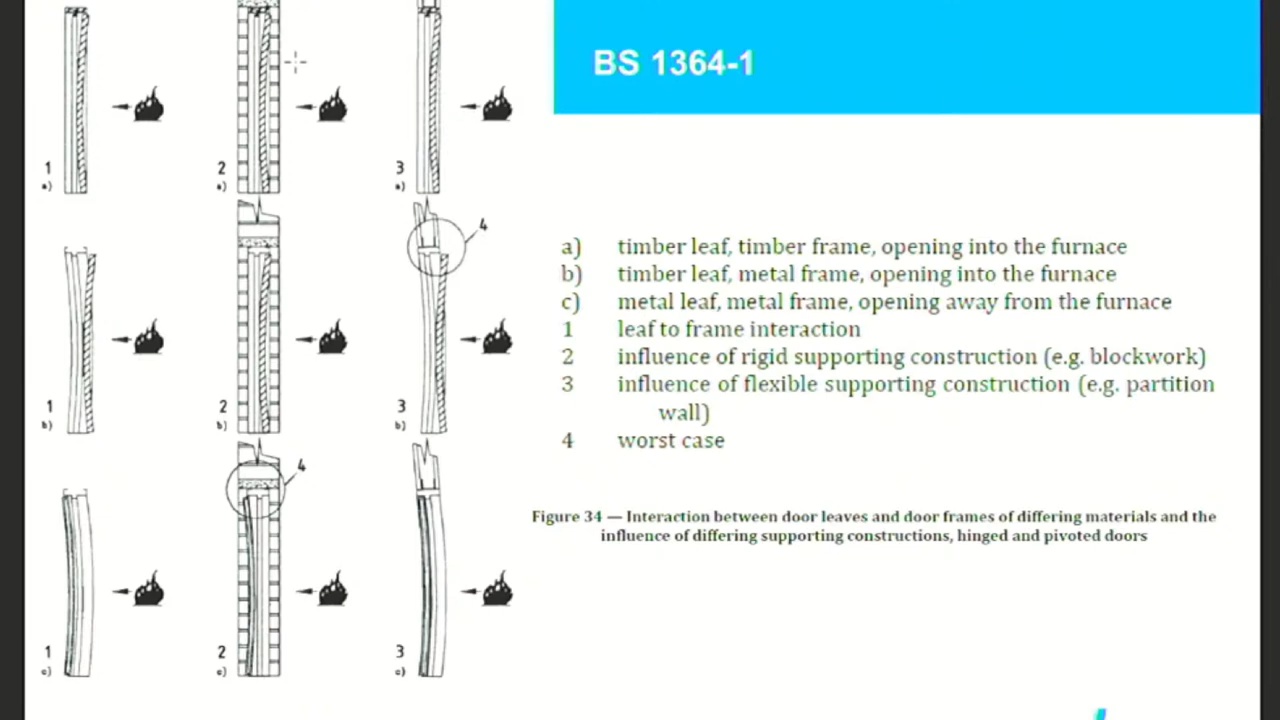 BS 1364-1
1
a)
2
a)
3
a)
4
1
b)
2
b)
3
b)
4
1
c)
2
c)
3
c)
a) timber leaf, timber frame, opening into the furnace
b) timber leaf, metal frame, opening into the furnace
c) metal leaf, metal frame, opening away from the furnace
1 leaf to frame interaction
2 influence of rigid supporting construction (e.g. blockwork)
3 influence of flexible supporting construction (e.g. partition
wall)
4 worst case
Figure 34 — Interaction between door leaves and door frames of differing materials and the
influence of differing supporting constructions, hinged and pivoted doors